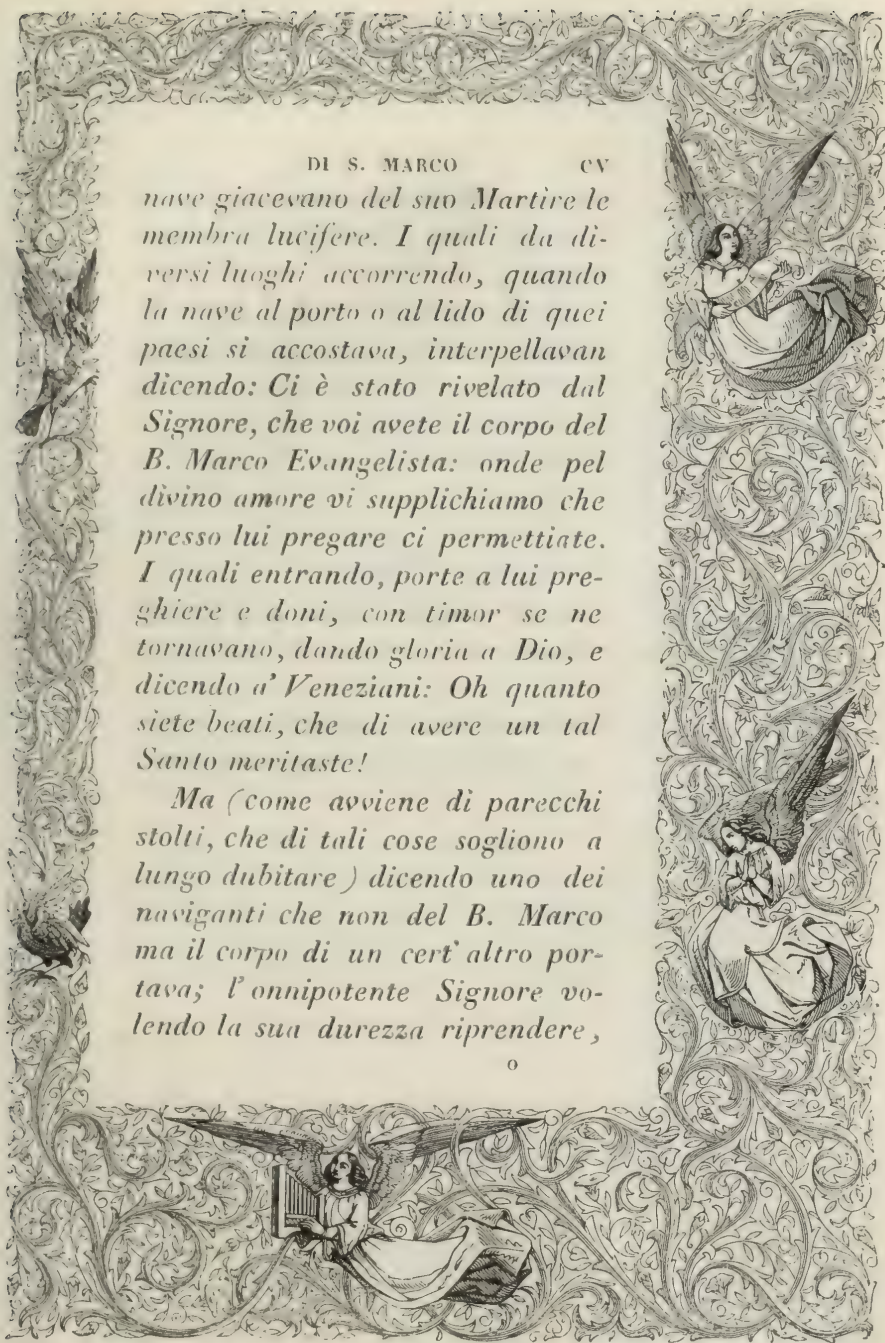 DI S. MARCO CV
nave giacevano del suo Martìre le
membra lucifere. I quali da dì-
versi luoghi accorrendo, quando
la nave al porto o al lido di quei
paesi si accostava, interpellavan
dicendo: Ci è stato rivelato dal
Signore, che voi avete il corpo del
B. Marco Evangelista: onde pel
dìvino amore vi supplichiamo che
presso lui pregare ci permettiate.
I quali entrando, porte a lui pre-
ghiere e doni, con timor se ne
tornavano, dando gloria a Dio, e
dicendo a' Veneziani: Oh quanto
siete beati, che di avere un tal
Santo meritaste!
Ma (come avviene dì parecchi
stolti, che di tali cose sogliono a
lungo dubitare) dicendo uno dei
naviganti che non del B. Marco
ma il corpo di un cert' altro por-
tava; l'onnipotente Signore vo-
lendo la sua durezza riprendere,
o